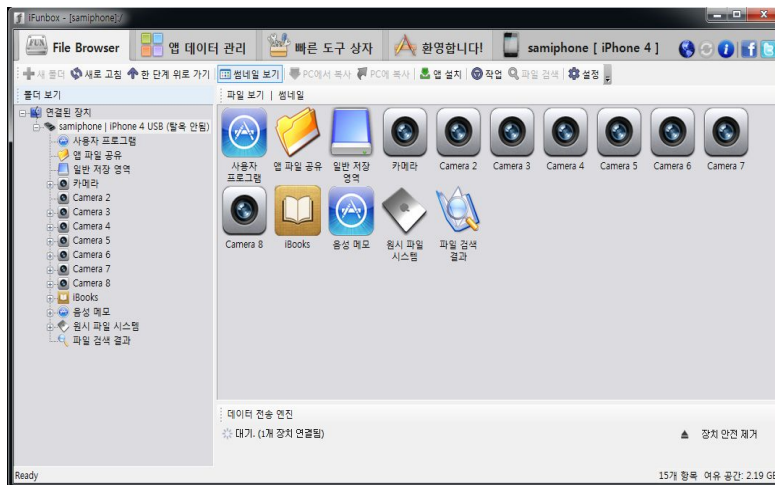 iFunbox - [samiphone]:/
File Browser 앱 데이터 관리 빠른 도구 상자 환영합니다! samiphone [ iPhone 4 ]
새 폴더 새로 고침 한 단계 위로 가기 썸네일 보기 PC에서 복사 PC에 복사 앱 설치 작업 파일 검색 설정
폴더 보기
연결된 장치
samiphone | iPhone 4 USB (탈옥 안됨)
사용자 프로그램
앱 파일 공유
일반 저장 영역
카메라
Camera 2
Camera 3
Camera 4
Camera 5
Camera 6
Camera 7
Camera 8
iBooks
음성 메모
원시 파일 시스템
파일 검색 결과
파일 보기 | 썸네일
사용자 앱 파일 공유 일반 저장 카메라 Camera 2 Camera 3 Camera 4 Camera 5 Camera 6 Camera 7
프로그램 영역
Camera 8 iBooks 음성 메모 원시 파일 파일 검색
시스템 결과
데이터 전송 엔진
대기. (1개 장치 연결됨) 장치 안전 제거
Ready 15개 항목 여유 공간: 2.19 GB